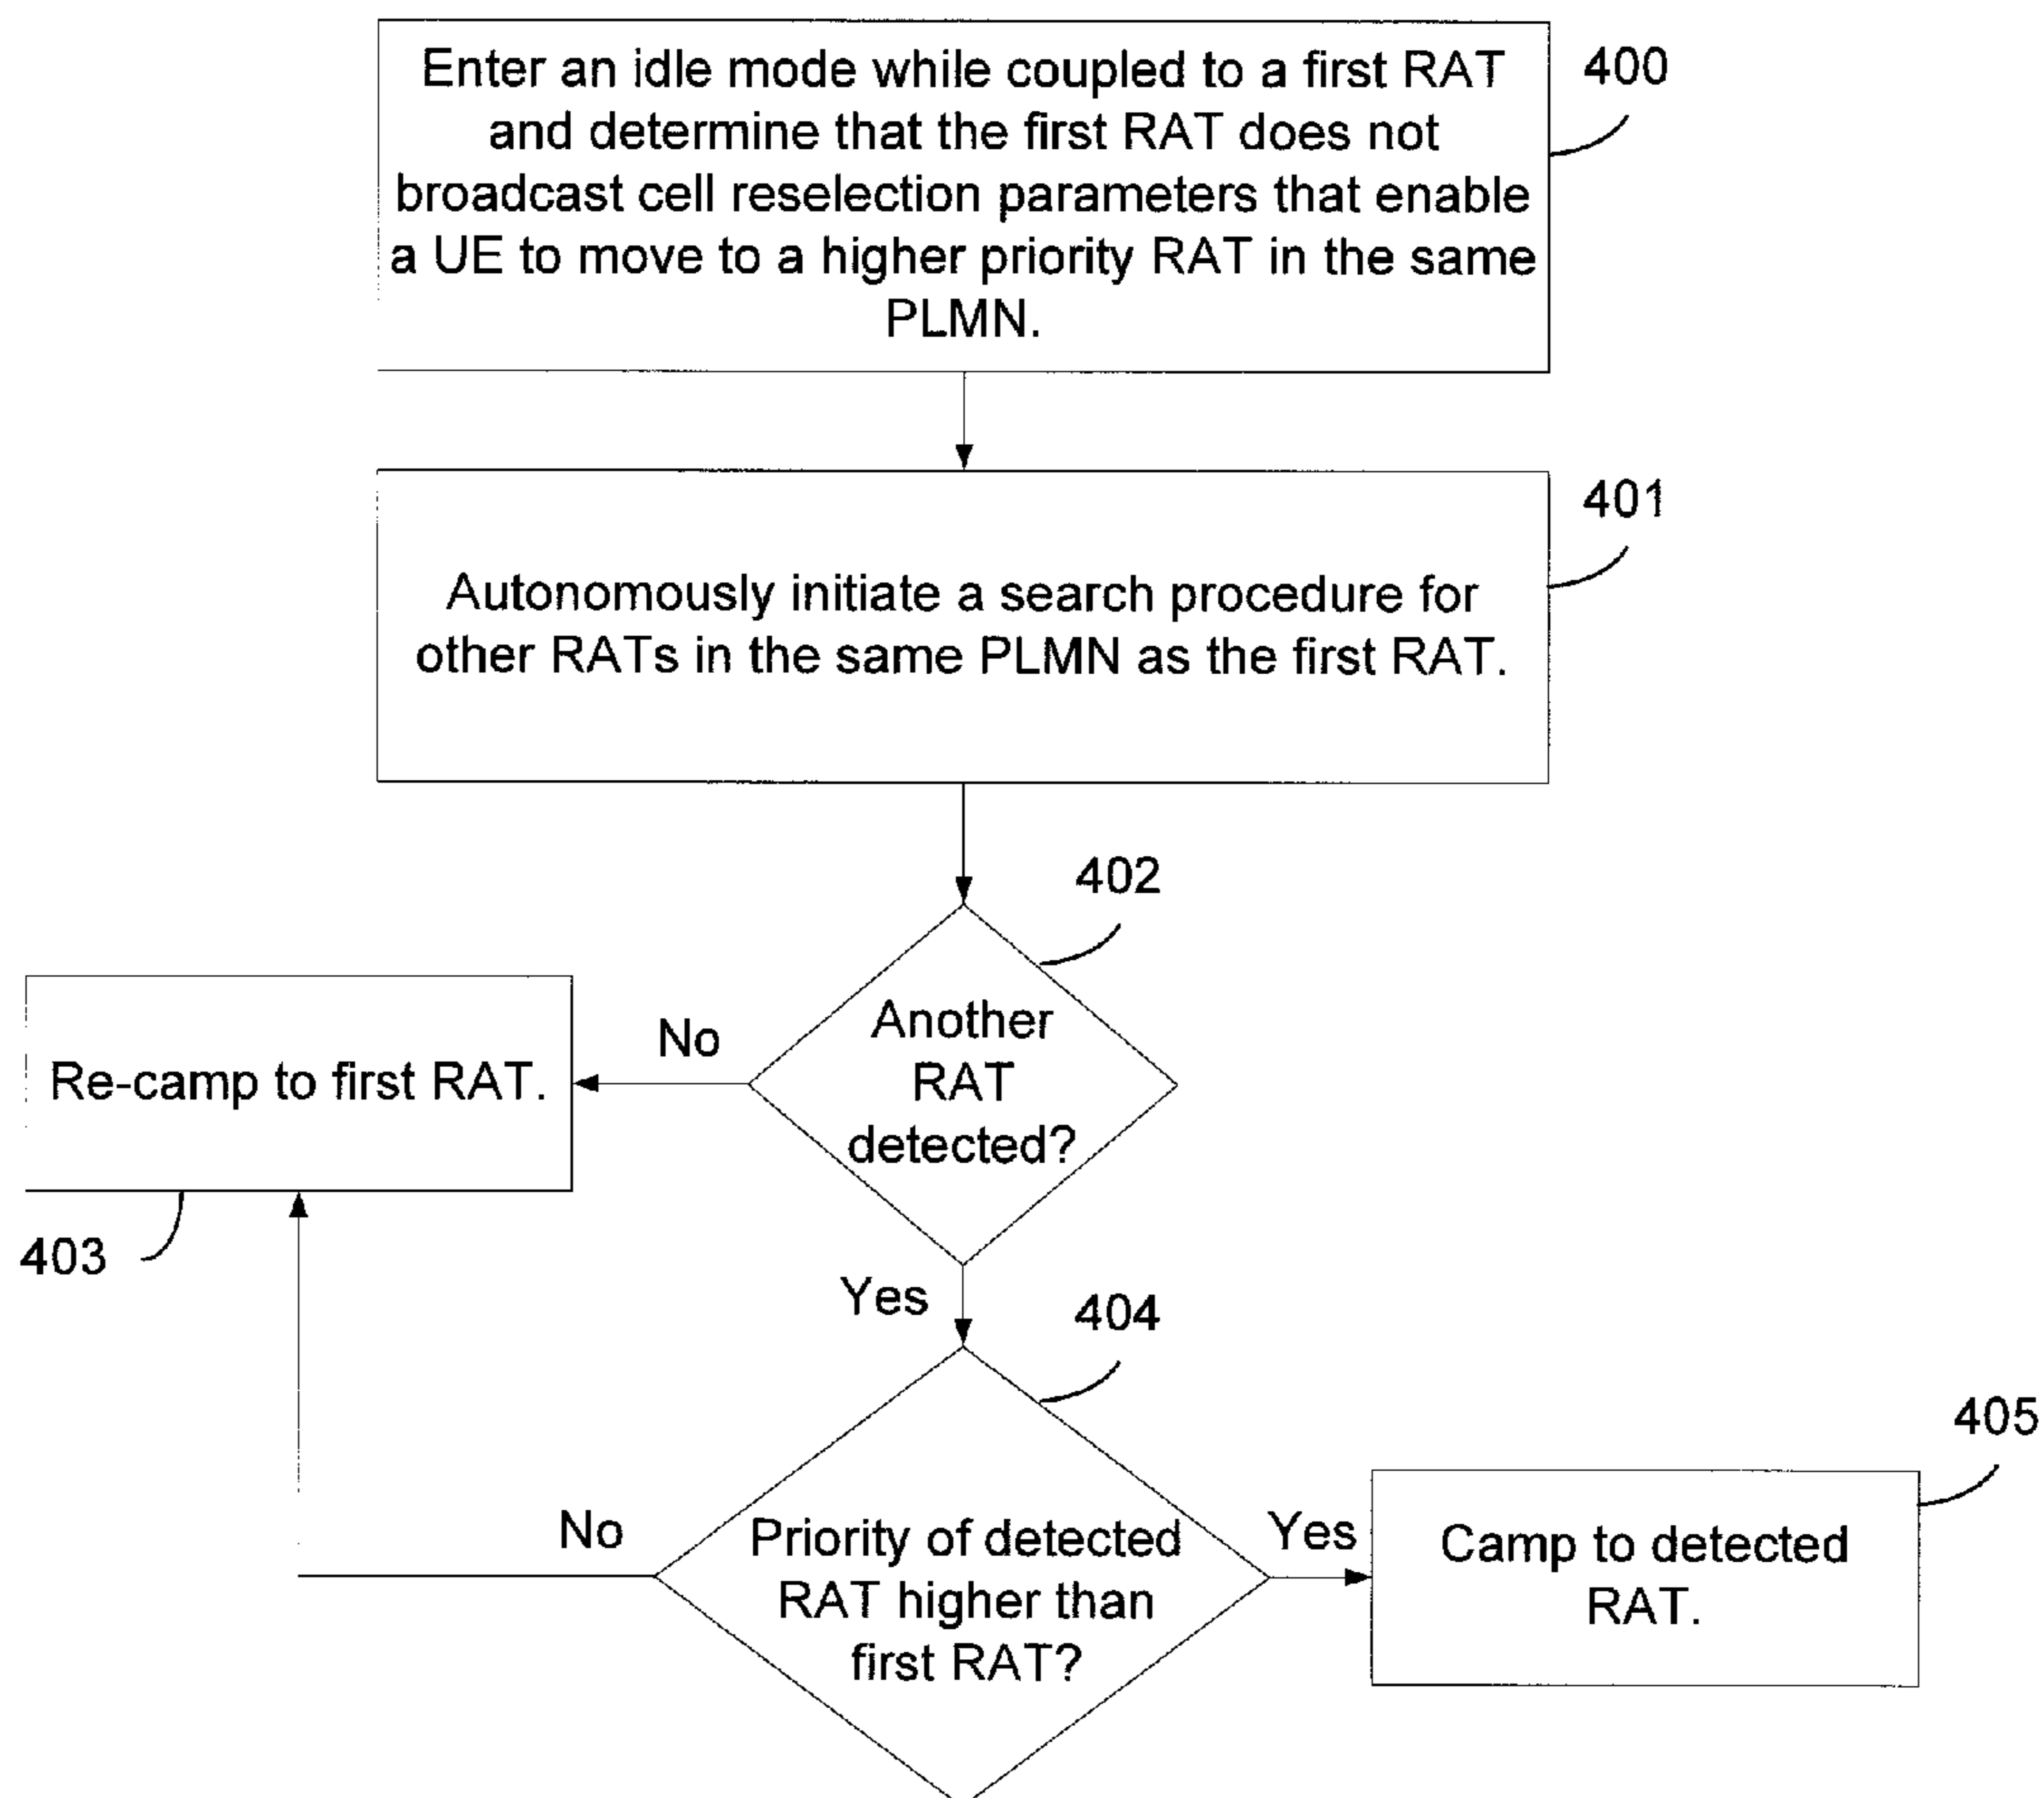 Enter an idle mode while coupled to a first RAT
and determine that the first RAT does not
broadcast cell reselection parameters that enable
a UE to move to a higher priority RAT in the same
PLMN.
400
Autonomously initiate a search procedure for
other RATs in the same PLMN as the first RAT.
401
402
Another
RAT
detected?
No
Re-camp to first RAT.
403
Yes
404
Priority of detected
RAT higher than
first RAT?
No
Yes
405
Camp to detected
RAT.